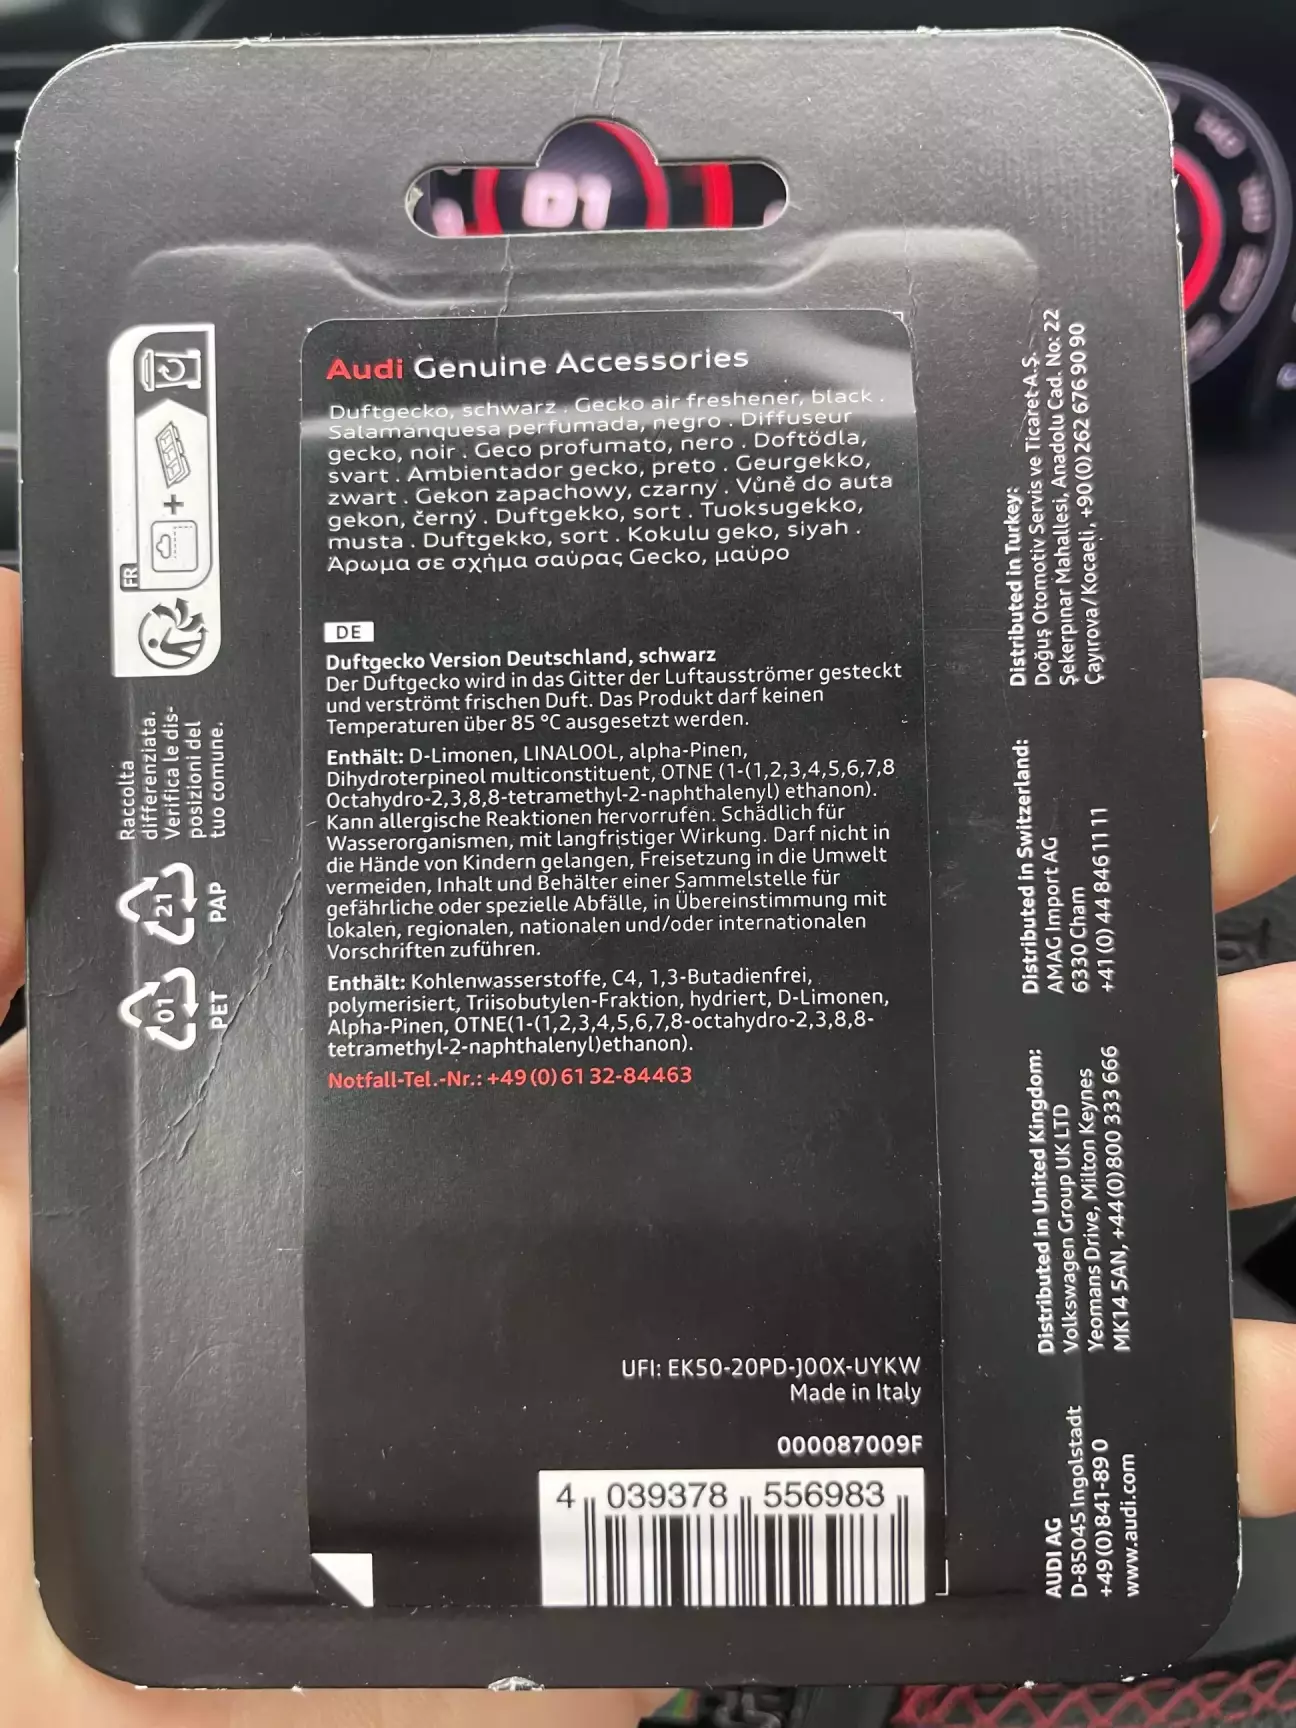 D1
Audi Genuine Accessories
Duftgecko, schwarz . Gecko air freshener, black .
Salamanquesa perfumada, negro . Diffuseur
gecko, noir . Geco profumato, nero . Doftödla,
svart . Ambientador gecko, preto . Geurgekko,
zwart . Gekon zapachowy, czarny . Vůně do auta
gekon, černý . Duftgekko, sort . Tuoksugekko,
musta . Duftgekko, sort . Kokulu geko, siyah .
Άρωμα σε σχήμα σαύρας Gecko, μαύρο
DE
Duftgecko Version Deutschland, schwarz
Der Duftgecko wird in das Gitter der Luftausströmer gesteckt
und verströmt frischen Duft. Das Produkt darf keinen
Temperaturen über 85 °C ausgesetzt werden.
Enthält: D-Limonen, LINALOOL, alpha-Pinen,
Dihydroterpineol multiconstituent, OTNE (1-(1,2,3,4,5,6,7,8
Octahydro-2,3,8,8-tetramethyl-2-naphthalenyl) ethanon).
Kann allergische Reaktionen hervorrufen. Schädlich für
Wasserorganismen, mit langfristiger Wirkung. Darf nicht in
die Hände von Kindern gelangen, Freisetzung in die Umwelt
vermeiden, Inhalt und Behälter einer Sammelstelle für
gefährliche oder spezielle Abfälle, in Übereinstimmung mit
lokalen, regionalen, nationalen und/oder internationalen
Vorschriften zuführen.
Enthält: Kohlenwasserstoffe, C4, 1,3-Butadienfrei,
polymerisiert, Triisobutylen-Fraktion, hydriert, D-Limonen,
Alpha-Pinen, OTNE(1-(1,2,3,4,5,6,7,8-octahydro-2,3,8,8-
tetramethyl-2-naphthalenyl)ethanon).
Notfall-Tel.-Nr.: +49 (0) 61 32-84463
UFI: EK50-20PD-J00X-UYKW
Made in Italy
000087009F
4 039378 556983
FR
+
Raccolta
differenziata.
Verifica le dis-
posizioni del
tuo comune.
21
PAP
01
PET
Distributed in Turkey:
Doğuş Otomotiv Servis ve Ticaret A.Ş.
Şekerpınar Mahallesi, Anadolu Cad. No: 22
Çayırova/Kocaeli, +90(0)262 676 90 90
Distributed in Switzerland:
AMAG Import AG
6330 Cham
+41 (0) 44 846 11 11
Distributed in United Kingdom:
Volkswagen Group UK LTD
Yeomans Drive, Milton Keynes
MK14 5AN, +44(0)800 333 666
AUDI AG
D-85045 Ingolstadt
+49(0)841-89 0
www.audi.com